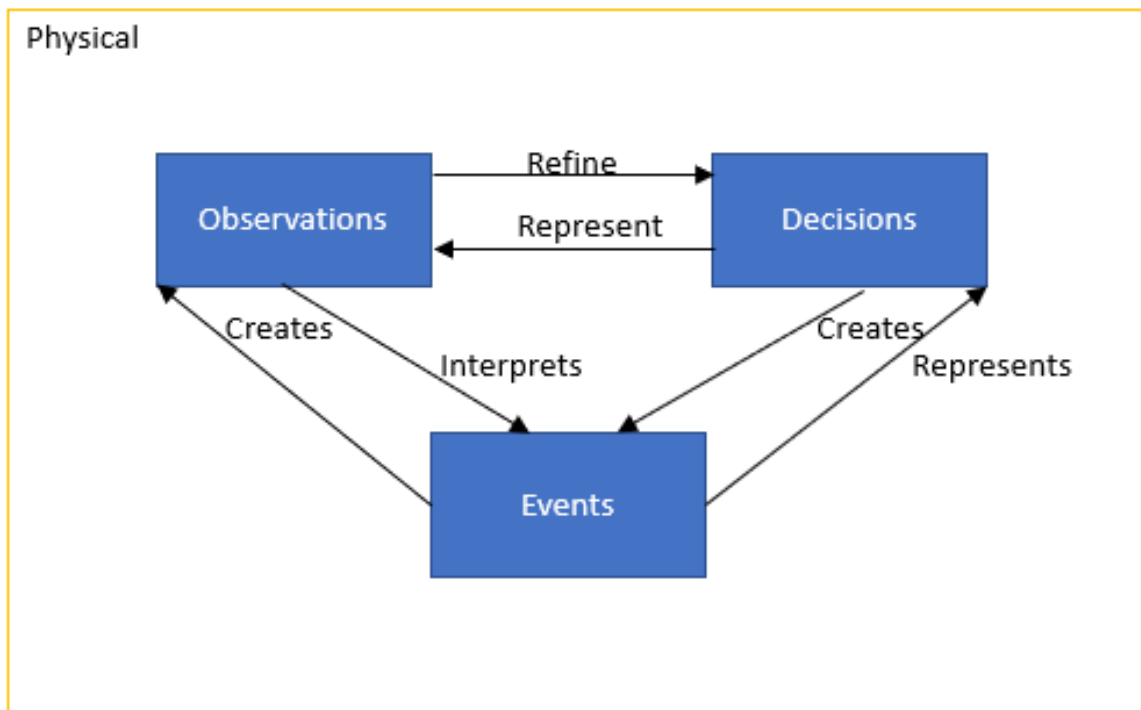 Physical
Refine
Observations
Decisions
Represent
Creates
Creates
Interprets
Represents
Events